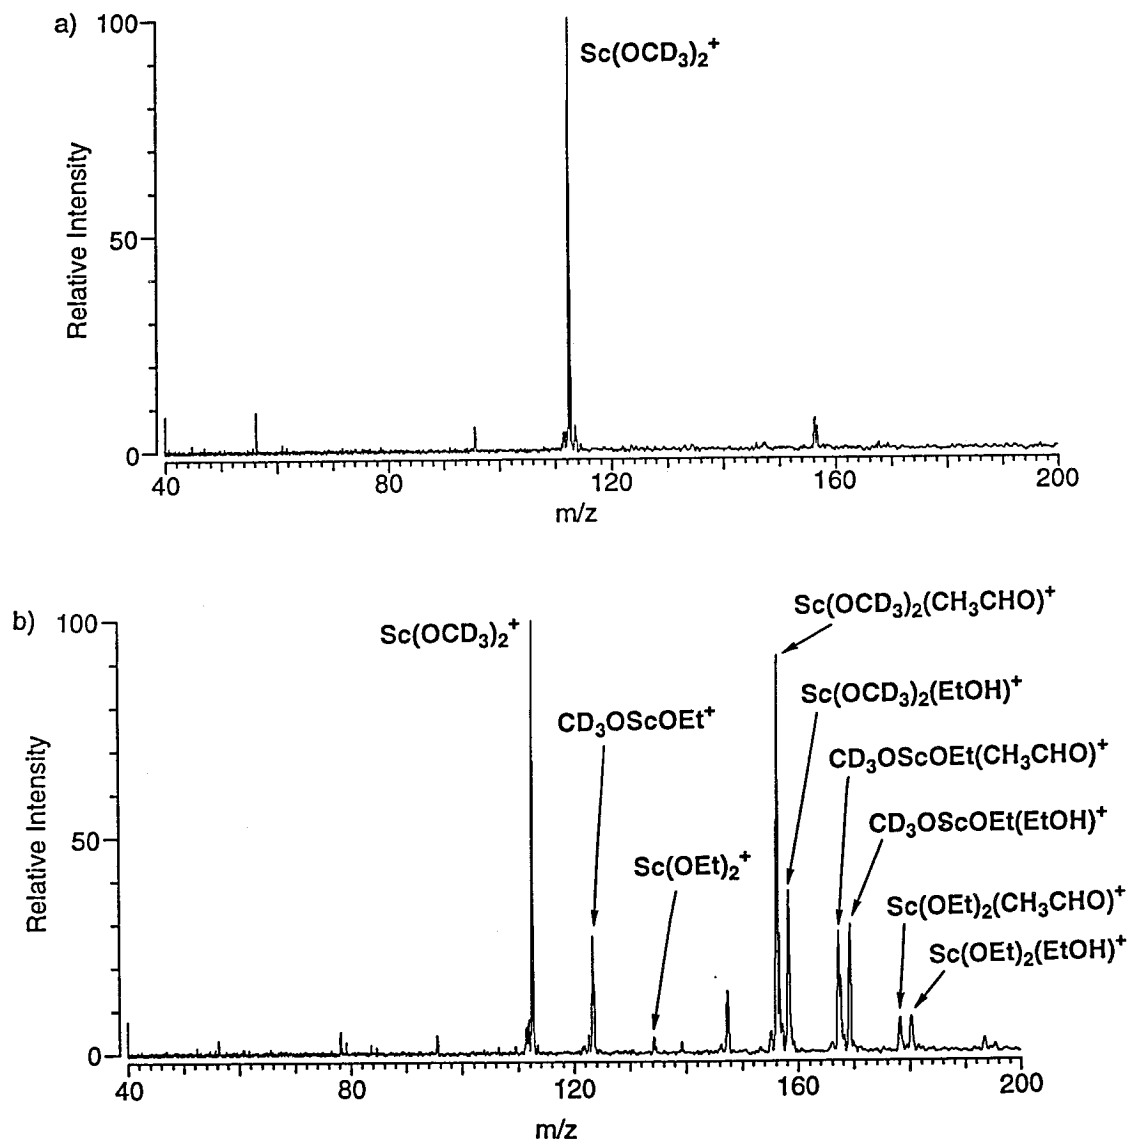 a)
100
Sc(OCD₃)₂⁺
Relative Intensity
50
0
40 80 120 160 200
m/z
b)
100
Sc(OCD₃)₂⁺
Sc(OCD₃)₂(CH₃CHO)⁺
Sc(OCD₃)₂(EtOH)⁺
CD₃OScOEt⁺
CD₃OScOEt(CH₃CHO)⁺
CD₃OScOEt(EtOH)⁺
Relative Intensity
50
Sc(OEt)₂⁺
Sc(OEt)₂(CH₃CHO)⁺
Sc(OEt)₂(EtOH)⁺
0
40 80 120 160 200
m/z